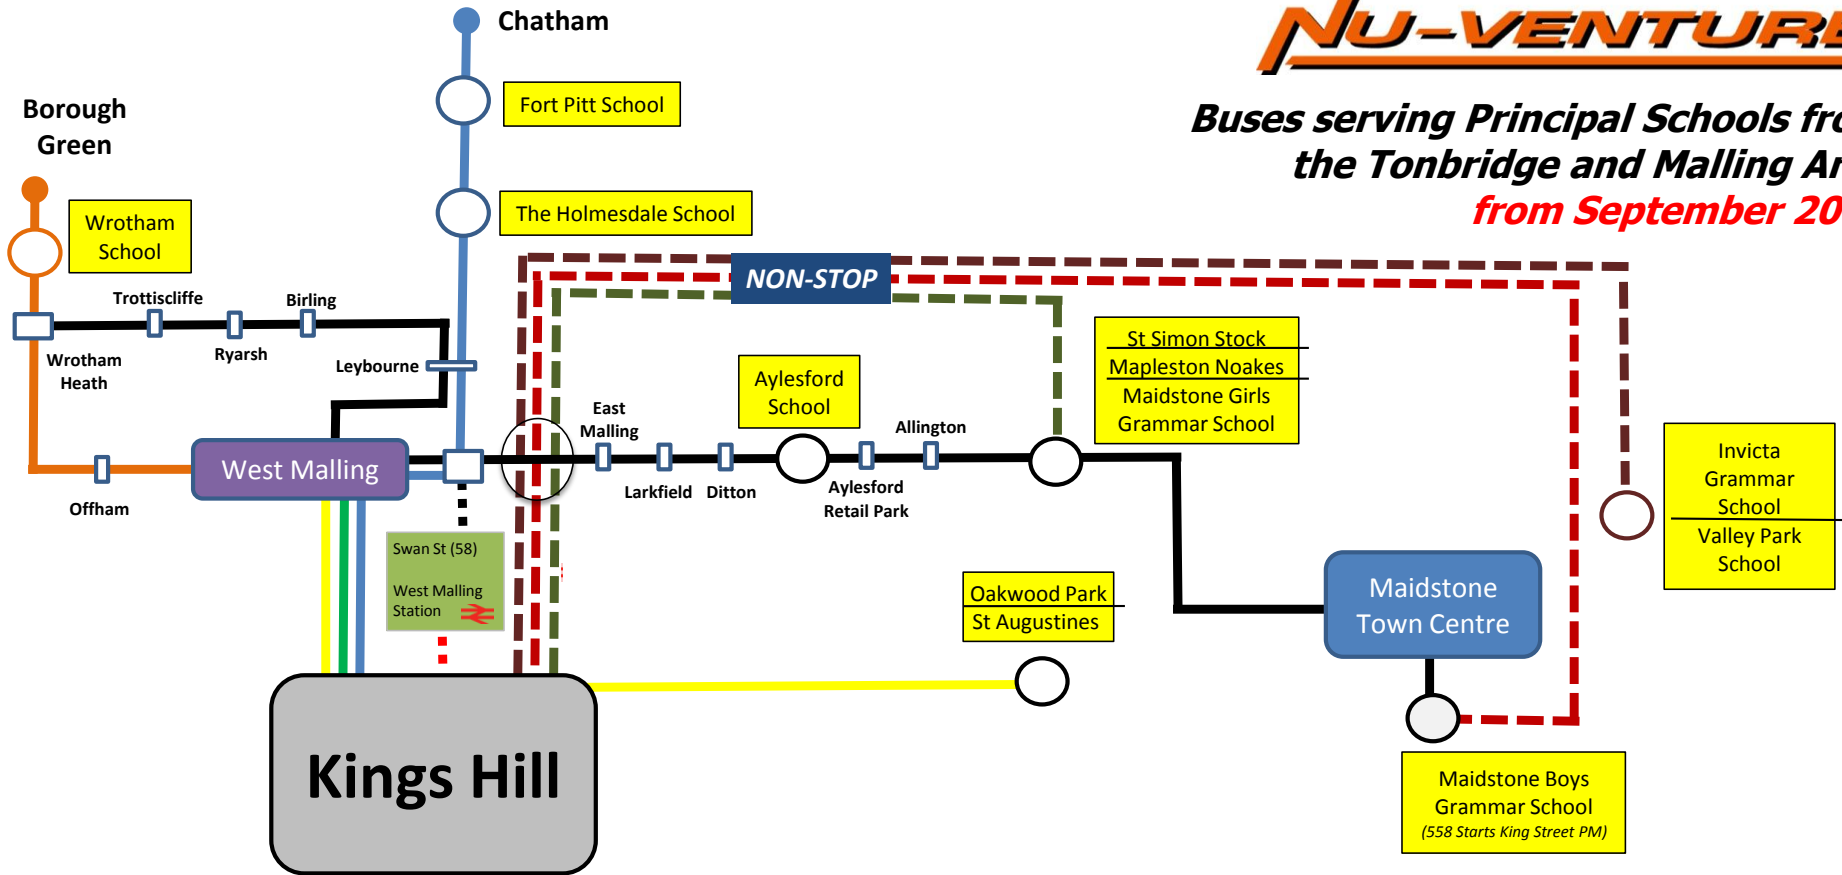 NU-VENTURE
Buses serving Principal Schools fro
the Tonbridge and Malling Ar
from September 20
Chatham
Fort Pitt School
The Holmesdale School
Borough
Green
Wrotham
School
Trottiscliffe
Birling
Ryarsh
Wrotham
Heath
Leybourne
NON-STOP
Offham
West Malling
East
Malling
Larkfield
Ditton
Aylesford
School
Aylesford
Retail Park
Allington
St Simon Stock
Mapleston Noakes
Maidstone Girls
Grammar School
Invicta
Grammar
School
Valley Park
School
Swan St (58)
West Malling
Station
Oakwood Park
St Augustines
Maidstone
Town Centre
Kings Hill
Maidstone Boys
Grammar School
(558 Starts King Street PM)